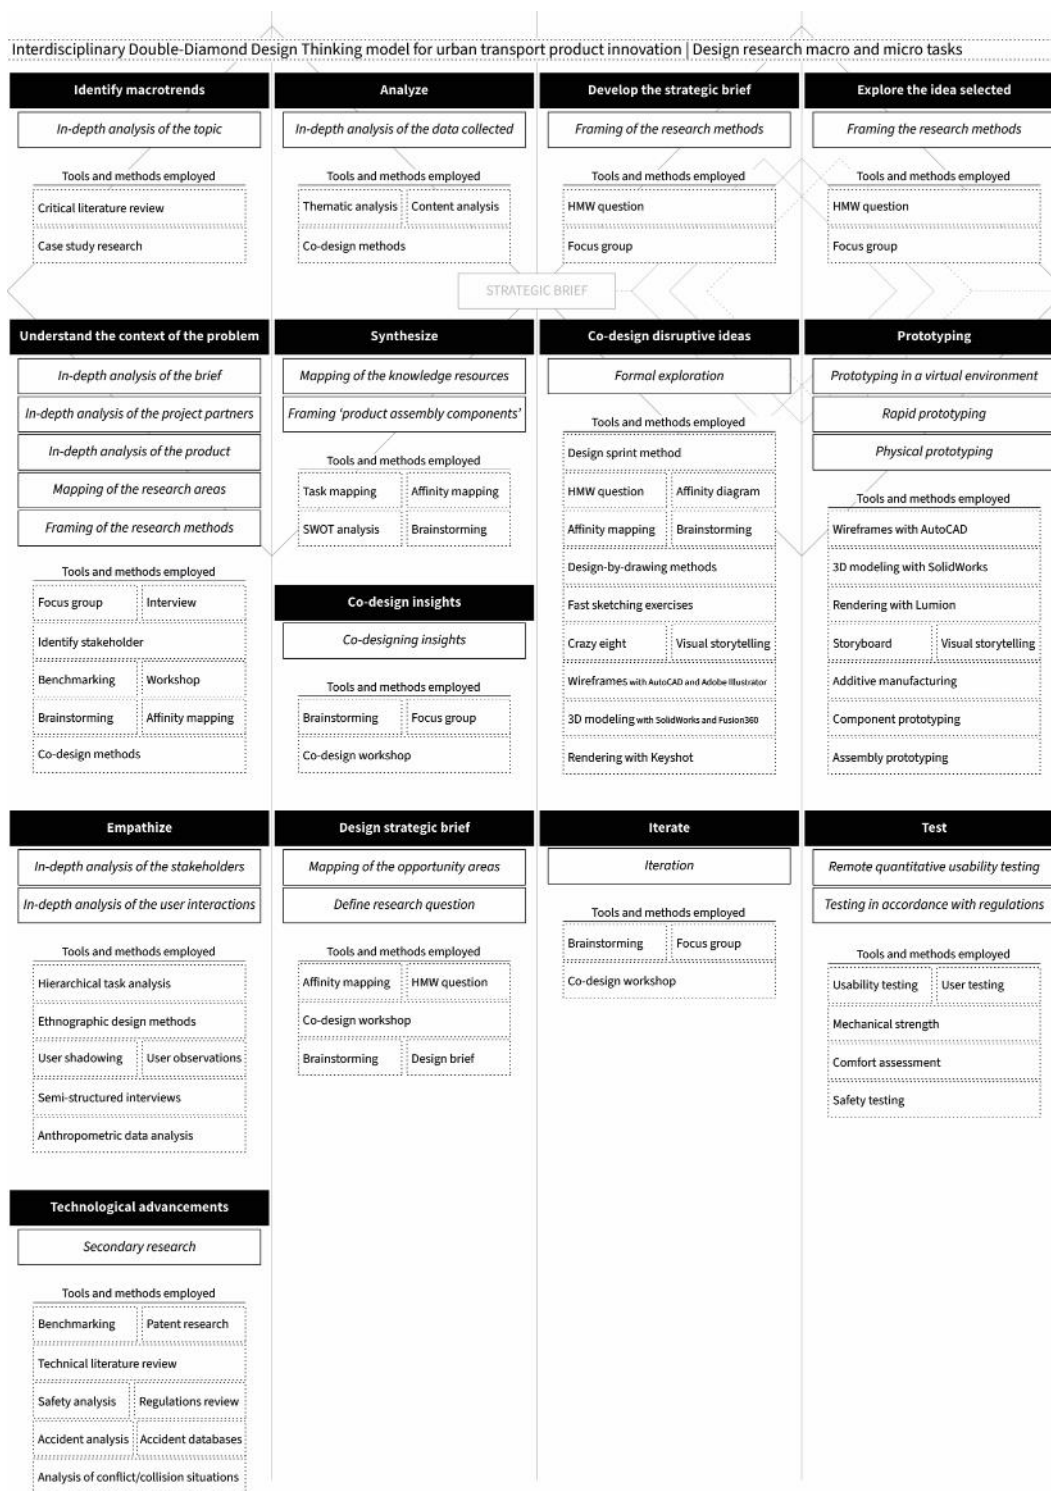 Interdisciplinary Double-Diamond Design Thinking model for urban transport product innovation | Design research macro and micro tasks
Identify macrotrends
In-depth analysis of the topic
Tools and methods employed
Critical literature review
Case study research
Understand the context of the problem
In-depth analysis of the brief
In-depth analysis of the project partners
In-depth analysis of the product
Mapping of the research areas
Framing of the research methods
Tools and methods employed
Focus group Interview
Identify stakeholder
Benchmarking Workshop
Brainstorming Affinity mapping
Co-design methods
Empathize
In-depth analysis of the stakeholders
In-depth analysis of the user interactions
Tools and methods employed
Hierarchical task analysis
Ethnographic design methods
User shadowing User observations
Semi-structured interviews
Anthropometric data analysis
Technological advancements
Secondary research
Tools and methods employed
Benchmarking Patent research
Technical literature review
Safety analysis Regulations review
Accident analysis Accident databases
Analysis of conflict/collision situations
Analyze
In-depth analysis of the data collected
Tools and methods employed
Thematic analysis Content analysis
Co-design methods
STRATEGIC BRIEF
Synthesize
Mapping of the knowledge resources
Framing ‘product assembly components’
Tools and methods employed
Task mapping Affinity mapping
SWOT analysis Brainstorming
Co-design insights
Co-designing insights
Tools and methods employed
Brainstorming Focus group
Co-design workshop
Design strategic brief
Mapping of the opportunity areas
Define research question
Tools and methods employed
Affinity mapping HMW question
Co-design workshop
Brainstorming Design brief
Develop the strategic brief
Framing of the research methods
Tools and methods employed
HMW question
Focus group
Co-design disruptive ideas
Formal exploration
Tools and methods employed
Design sprint method
HMW question Affinity diagram
Affinity mapping Brainstorming
Design-by-drawing methods
Fast sketching exercises
Crazy eight Visual storytelling
Wireframes with AutoCAD and Adobe Illustrator
3D modeling with SolidWorks and Fusion360
Rendering with Keyshot
Iterate
Iteration
Tools and methods employed
Brainstorming Focus group
Co-design workshop
Explore the idea selected
Framing the research methods
Tools and methods employed
HMW question
Focus group
Prototyping
Prototyping in a virtual environment
Rapid prototyping
Physical prototyping
Tools and methods employed
Wireframes with AutoCAD
3D modeling with SolidWorks
Rendering with Lumion
Storyboard Visual storytelling
Additive manufacturing
Component prototyping
Assembly prototyping
Test
Remote quantitative usability testing
Testing in accordance with regulations
Tools and methods employed
Usability testing User testing
Mechanical strength
Comfort assessment
Safety testing